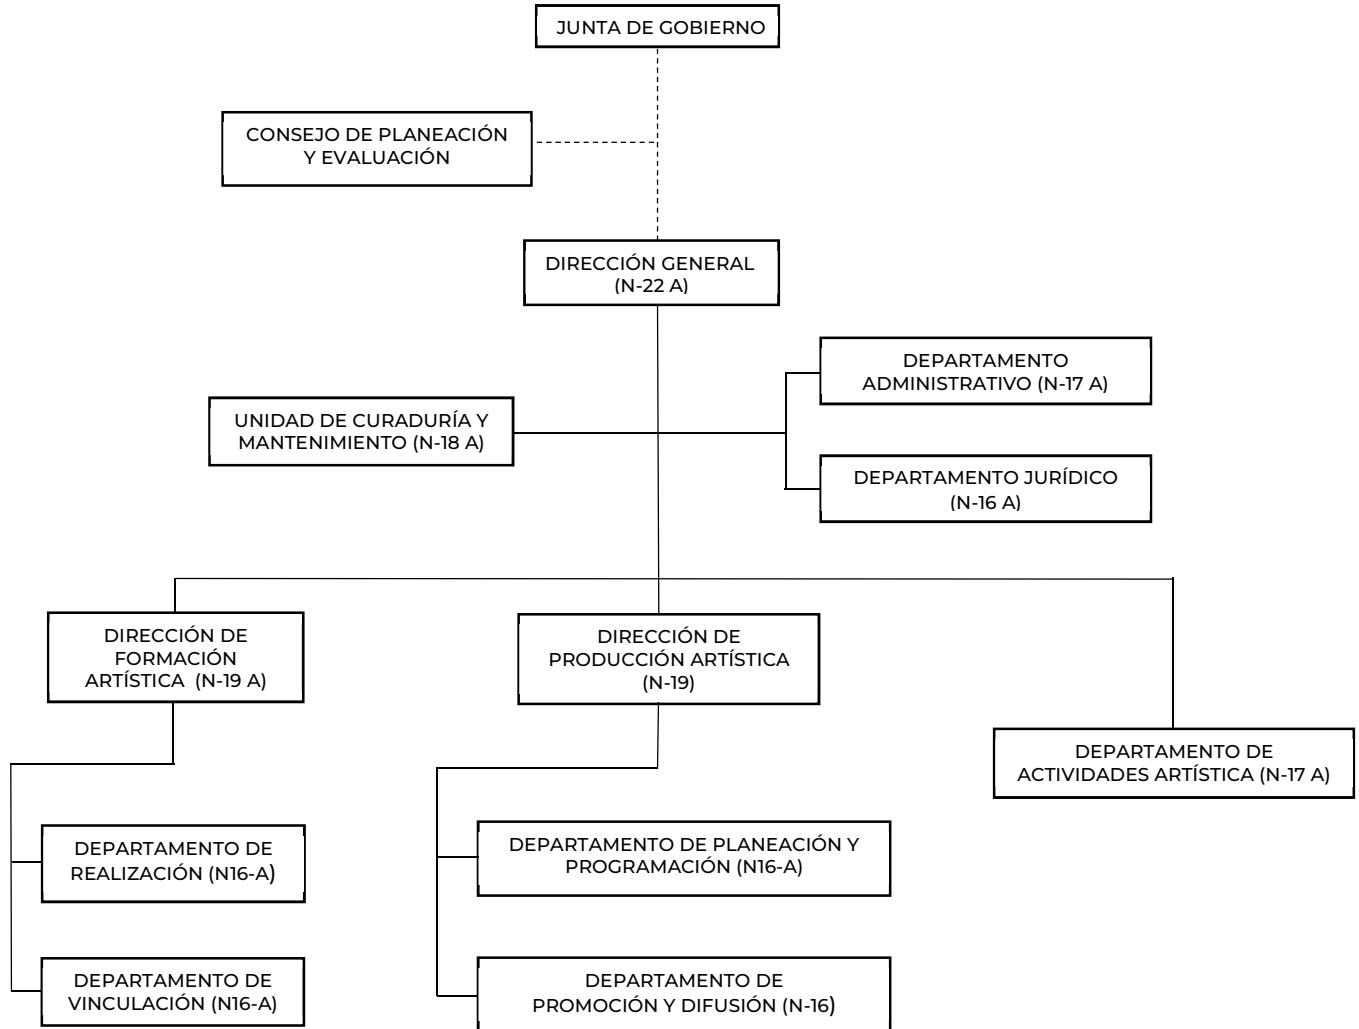 JUNTA DE GOBIERNO
CONSEJO DE PLANEACIÓN
Y EVALUACIÓN
DIRECCIÓN GENERAL
(N-22 A)
DEPARTAMENTO
ADMINISTRATIVO (N-17 A)
UNIDAD DE CURADURÍA Y
MANTENIMIENTO (N-18 A)
DEPARTAMENTO JURÍDICO
(N-16 A)
DIRECCIÓN DE
FORMACIÓN
ARTÍSTICA (N-19 A)
DIRECCIÓN DE
PRODUCCIÓN ARTÍSTICA
(N-19)
DEPARTAMENTO DE
ACTIVIDADES ARTÍSTICA (N-17 A)
DEPARTAMENTO DE
REALIZACIÓN (N16-A)
DEPARTAMENTO DE PLANEACIÓN Y
PROGRAMACIÓN (N16-A)
DEPARTAMENTO DE
VINCULACIÓN (N16-A)
DEPARTAMENTO DE
PROMOCIÓN Y DIFUSIÓN (N-16)